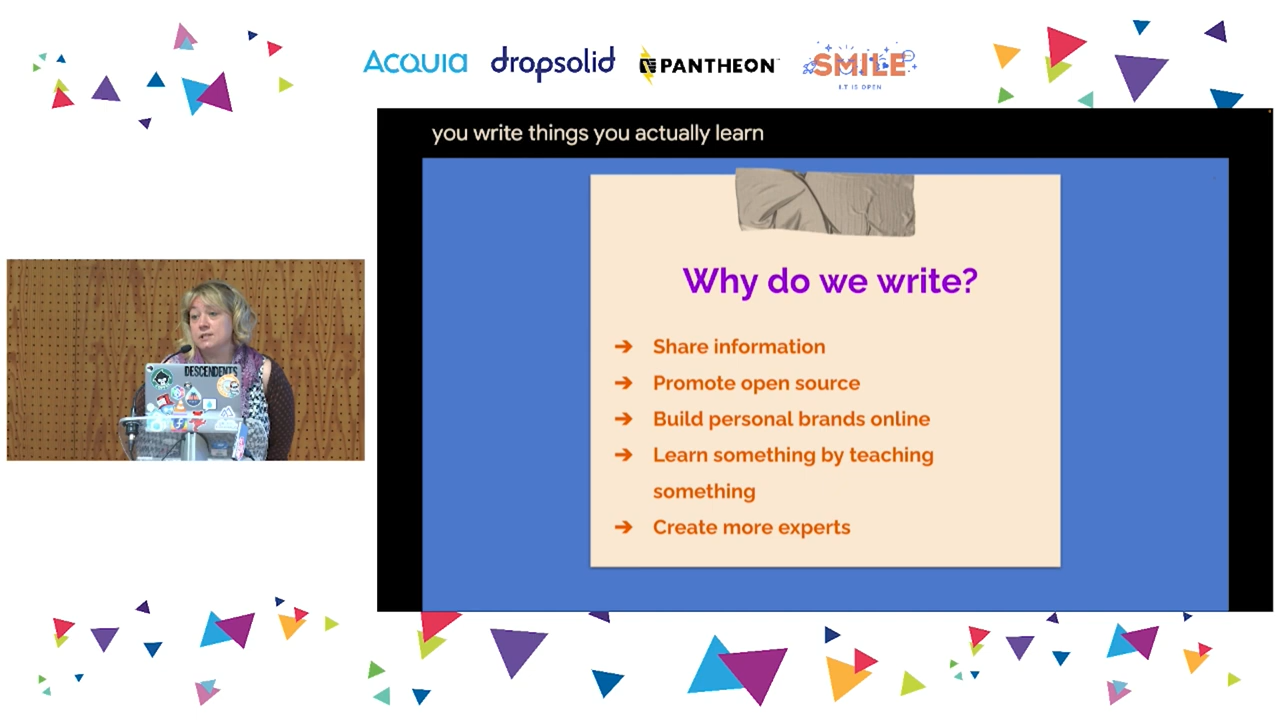 Acquia
dropsolid
PANTHEON
SMILE
I.T IS OPEN
you write things you actually learn
Why do we write?
➔ Share information
➔ Promote open source
➔ Build personal brands online
➔ Learn something by teaching
something
➔ Create more experts
DESCENDENTS